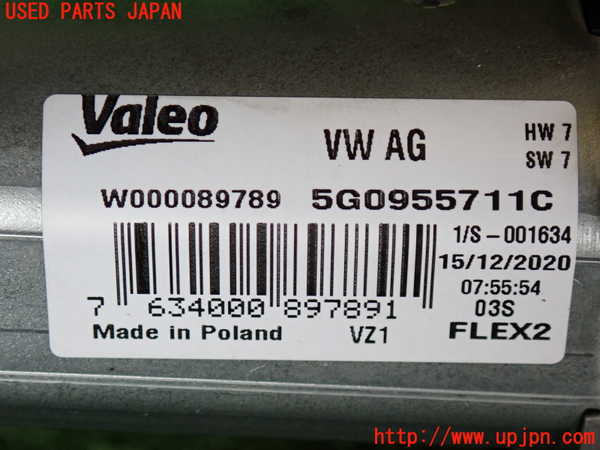 USED PARTS JAPAN
Valeo
VW AG
HW 7
SW 7
W000089789
5G0955711C
1/S-001634
15/12/2020
07:55:54
7 634000 897891
03S
Made in Poland
VZ1
FLEX2
http://www.upjpn.com